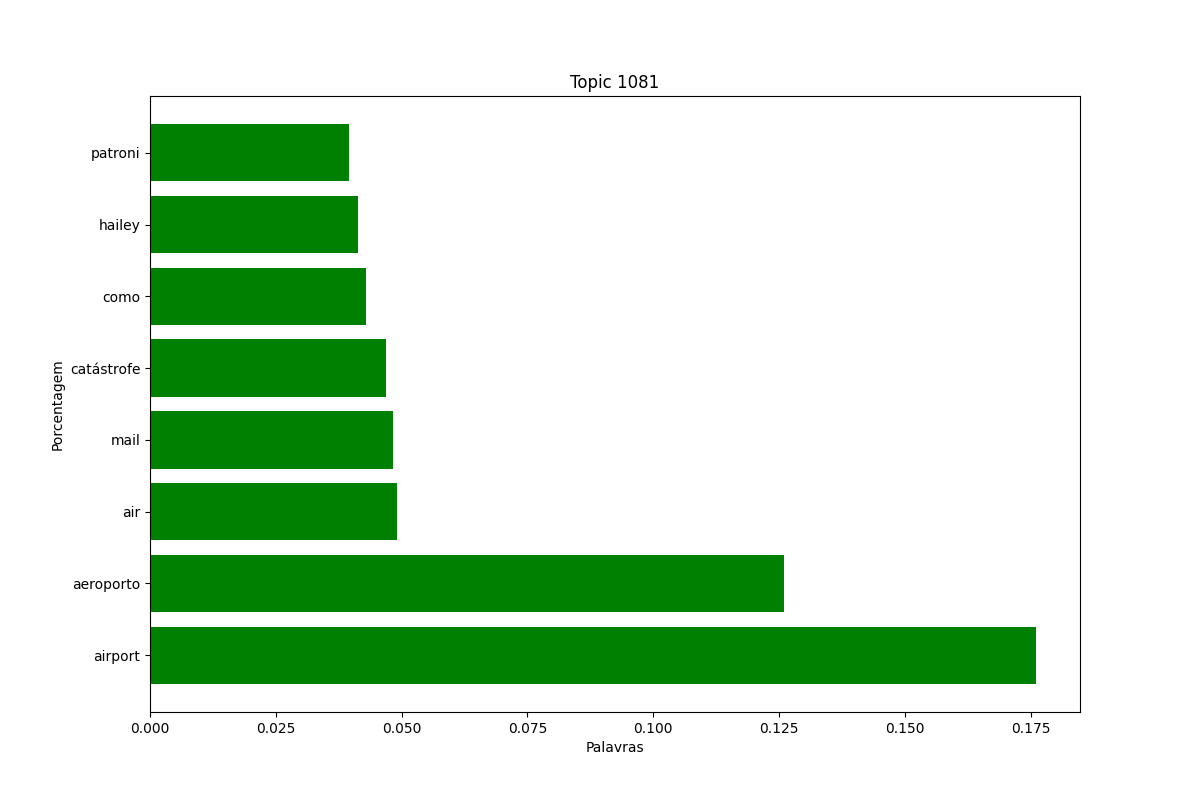 Topic 1081
patroni
hailey
como
catástrofe
mail
air
aeroporto
airport
Porcentagem
0.000 0.025 0.050 0.075 0.100 0.125 0.150 0.175
Palavras